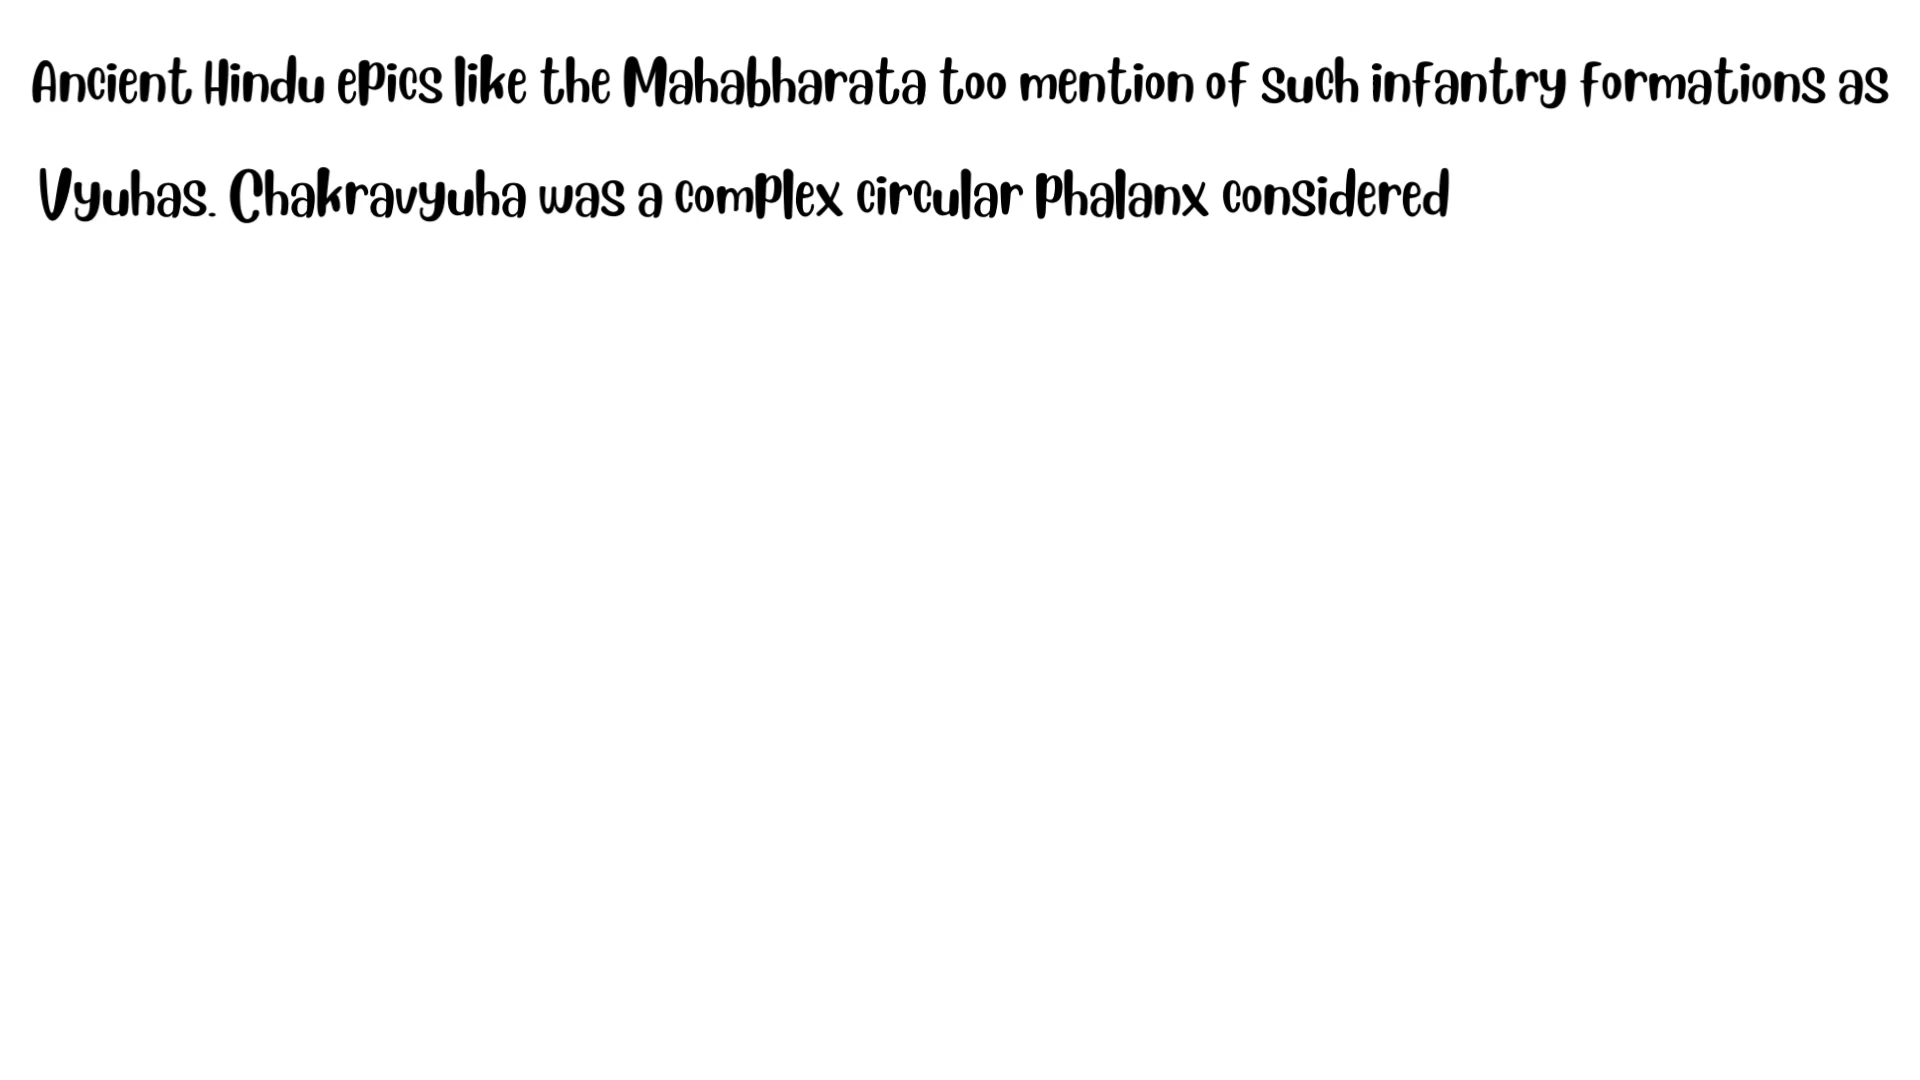 Ancient Hindu epics like the Mahabharata too mention of such infantry formations as
Vyuhas. Chakravyuha was a complex circular phalanx considered